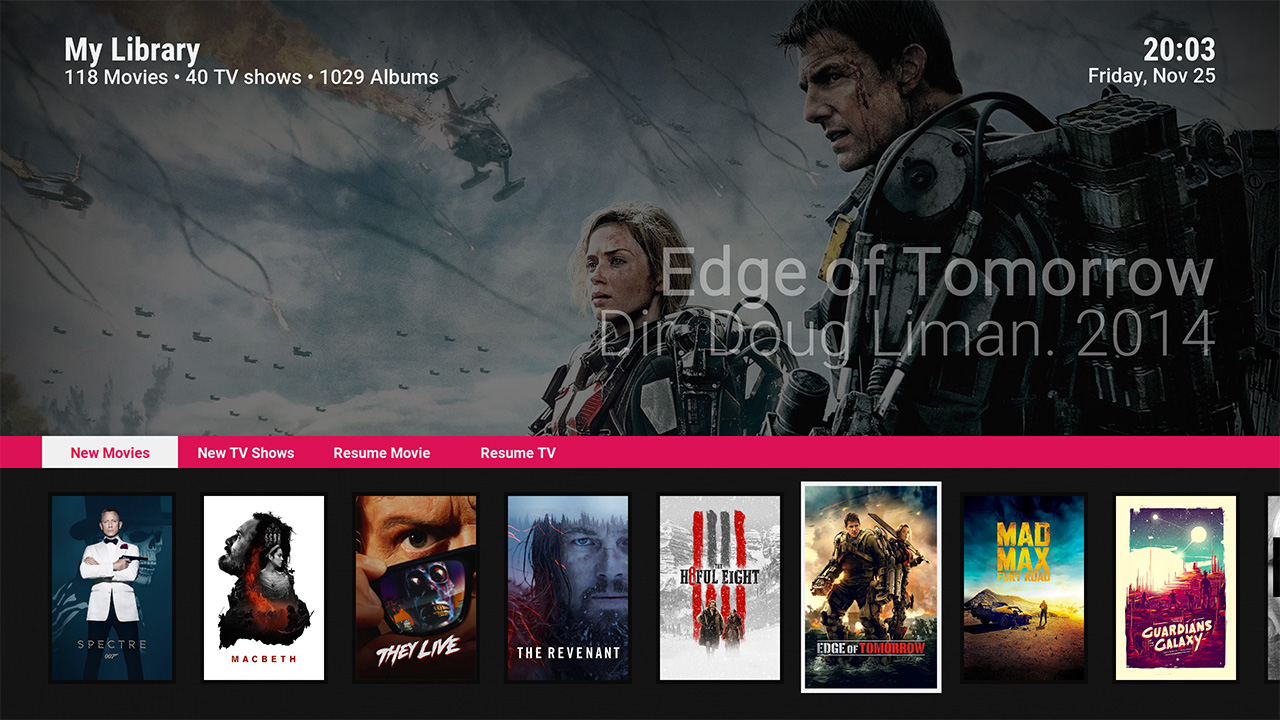 My Library
118 Movies • 40 TV shows • 1029 Albums
20:03
Friday, Nov 25
Edge of Tomorrow
Dir. Doug Liman. 2014
New Movies
New TV Shows
Resume Movie
Resume TV
SPECTRE
007
MACBETH
THEY LIVE
THE REVENANT
THE
H8FUL EIGHT
EDGE OF TOMORROW
MAD
MAX
FURY ROAD
GUARDIANS
OF THE
GALAXY